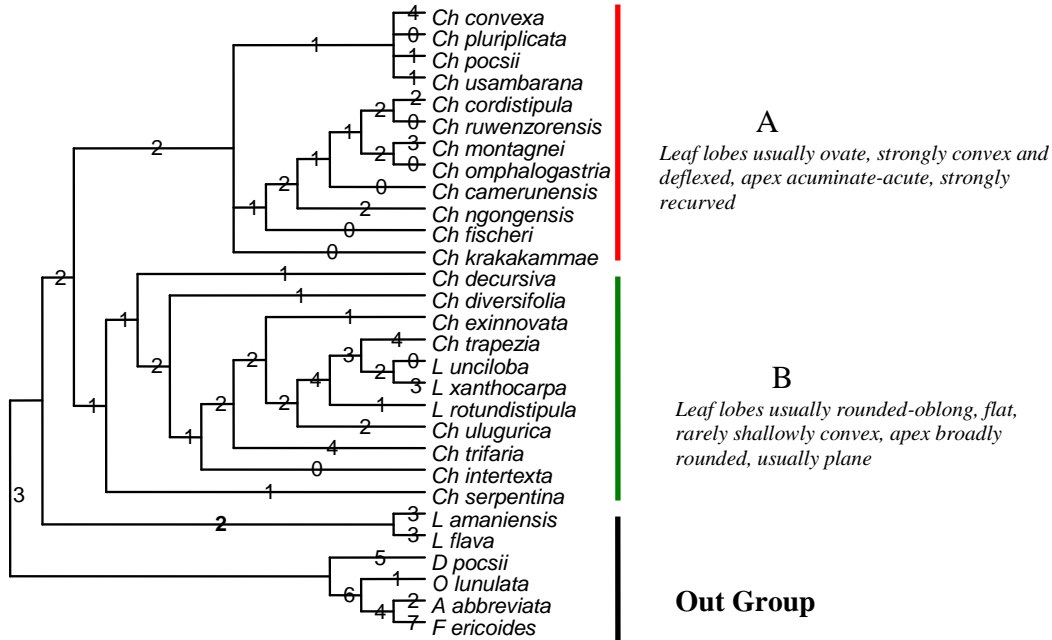 4 Ch convexa
0 Ch pluriplicata
1
1 Ch pocsii
1 Ch usambarana
2 Ch cordistipula
2
0 Ch ruwenzorensis
1
3 Ch montagnei
2
0 Ch omphalogastria
1
2
0 Ch camerunensis
2
1
2 Ch ngongensis
0 Ch fischeri
0 Ch krakakammae
2
1 Ch decursiva
1 Ch diversifolia
1
1 Ch exinnovata
4 Ch trapezia
3
2
2
0 L unciloba
2
4
3 L xanthocarpa
1
2
2
1 L rotundistipula
2 Ch ulugurica
1
4 Ch trifaria
0 Ch intertexta
1 Ch serpentina
3
3 L amaniensis
2
3 L flava
5 D pocsii
1 O lunulata
6
2 A abbreviata
4
7 F ericoides
A
Leaf lobes usually ovate, strongly convex and
deflexed, apex acuminate-acute, strongly
recurved
B
Leaf lobes usually rounded-oblong, flat,
rarely shallowly convex, apex broadly
rounded, usually plane
Out Group